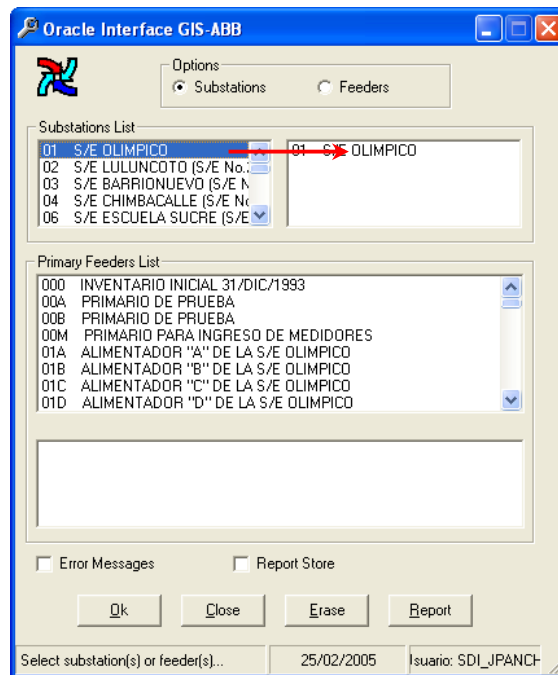 Oracle Interface GIS-ABB
Options
Substations Feeders
Substations List
01 S/E OLIMPICO
02 S/E LULUNCOTO (S/E No.
03 S/E BARRIONUEVO (S/E N
04 S/E CHIMBACALLE (S/E No
06 S/E ESCUELA SUCRE (S/E
01 S/E OLIMPICO
Primary Feeders List
000 INVENTARIO INICIAL 31/DIC/1993
00A PRIMARIO DE PRUEBA
00B PRIMARIO DE PRUEBA
00M PRIMARIO PARA INGRESO DE MEDIDORES
01A ALIMENTADOR "A" DE LA S/E OLIMPICO
01B ALIMENTADOR "B" DE LA S/E OLIMPICO
01C ALIMENTADOR "C" DE LA S/E OLIMPICO
01D ALIMENTADOR "D" DE LA S/E OLIMPICO
Error Messages Report Store
Ok Close Erase Report
Select substation(s) or feeder(s)... 25/02/2005 Isuario: SDI_JPANCH